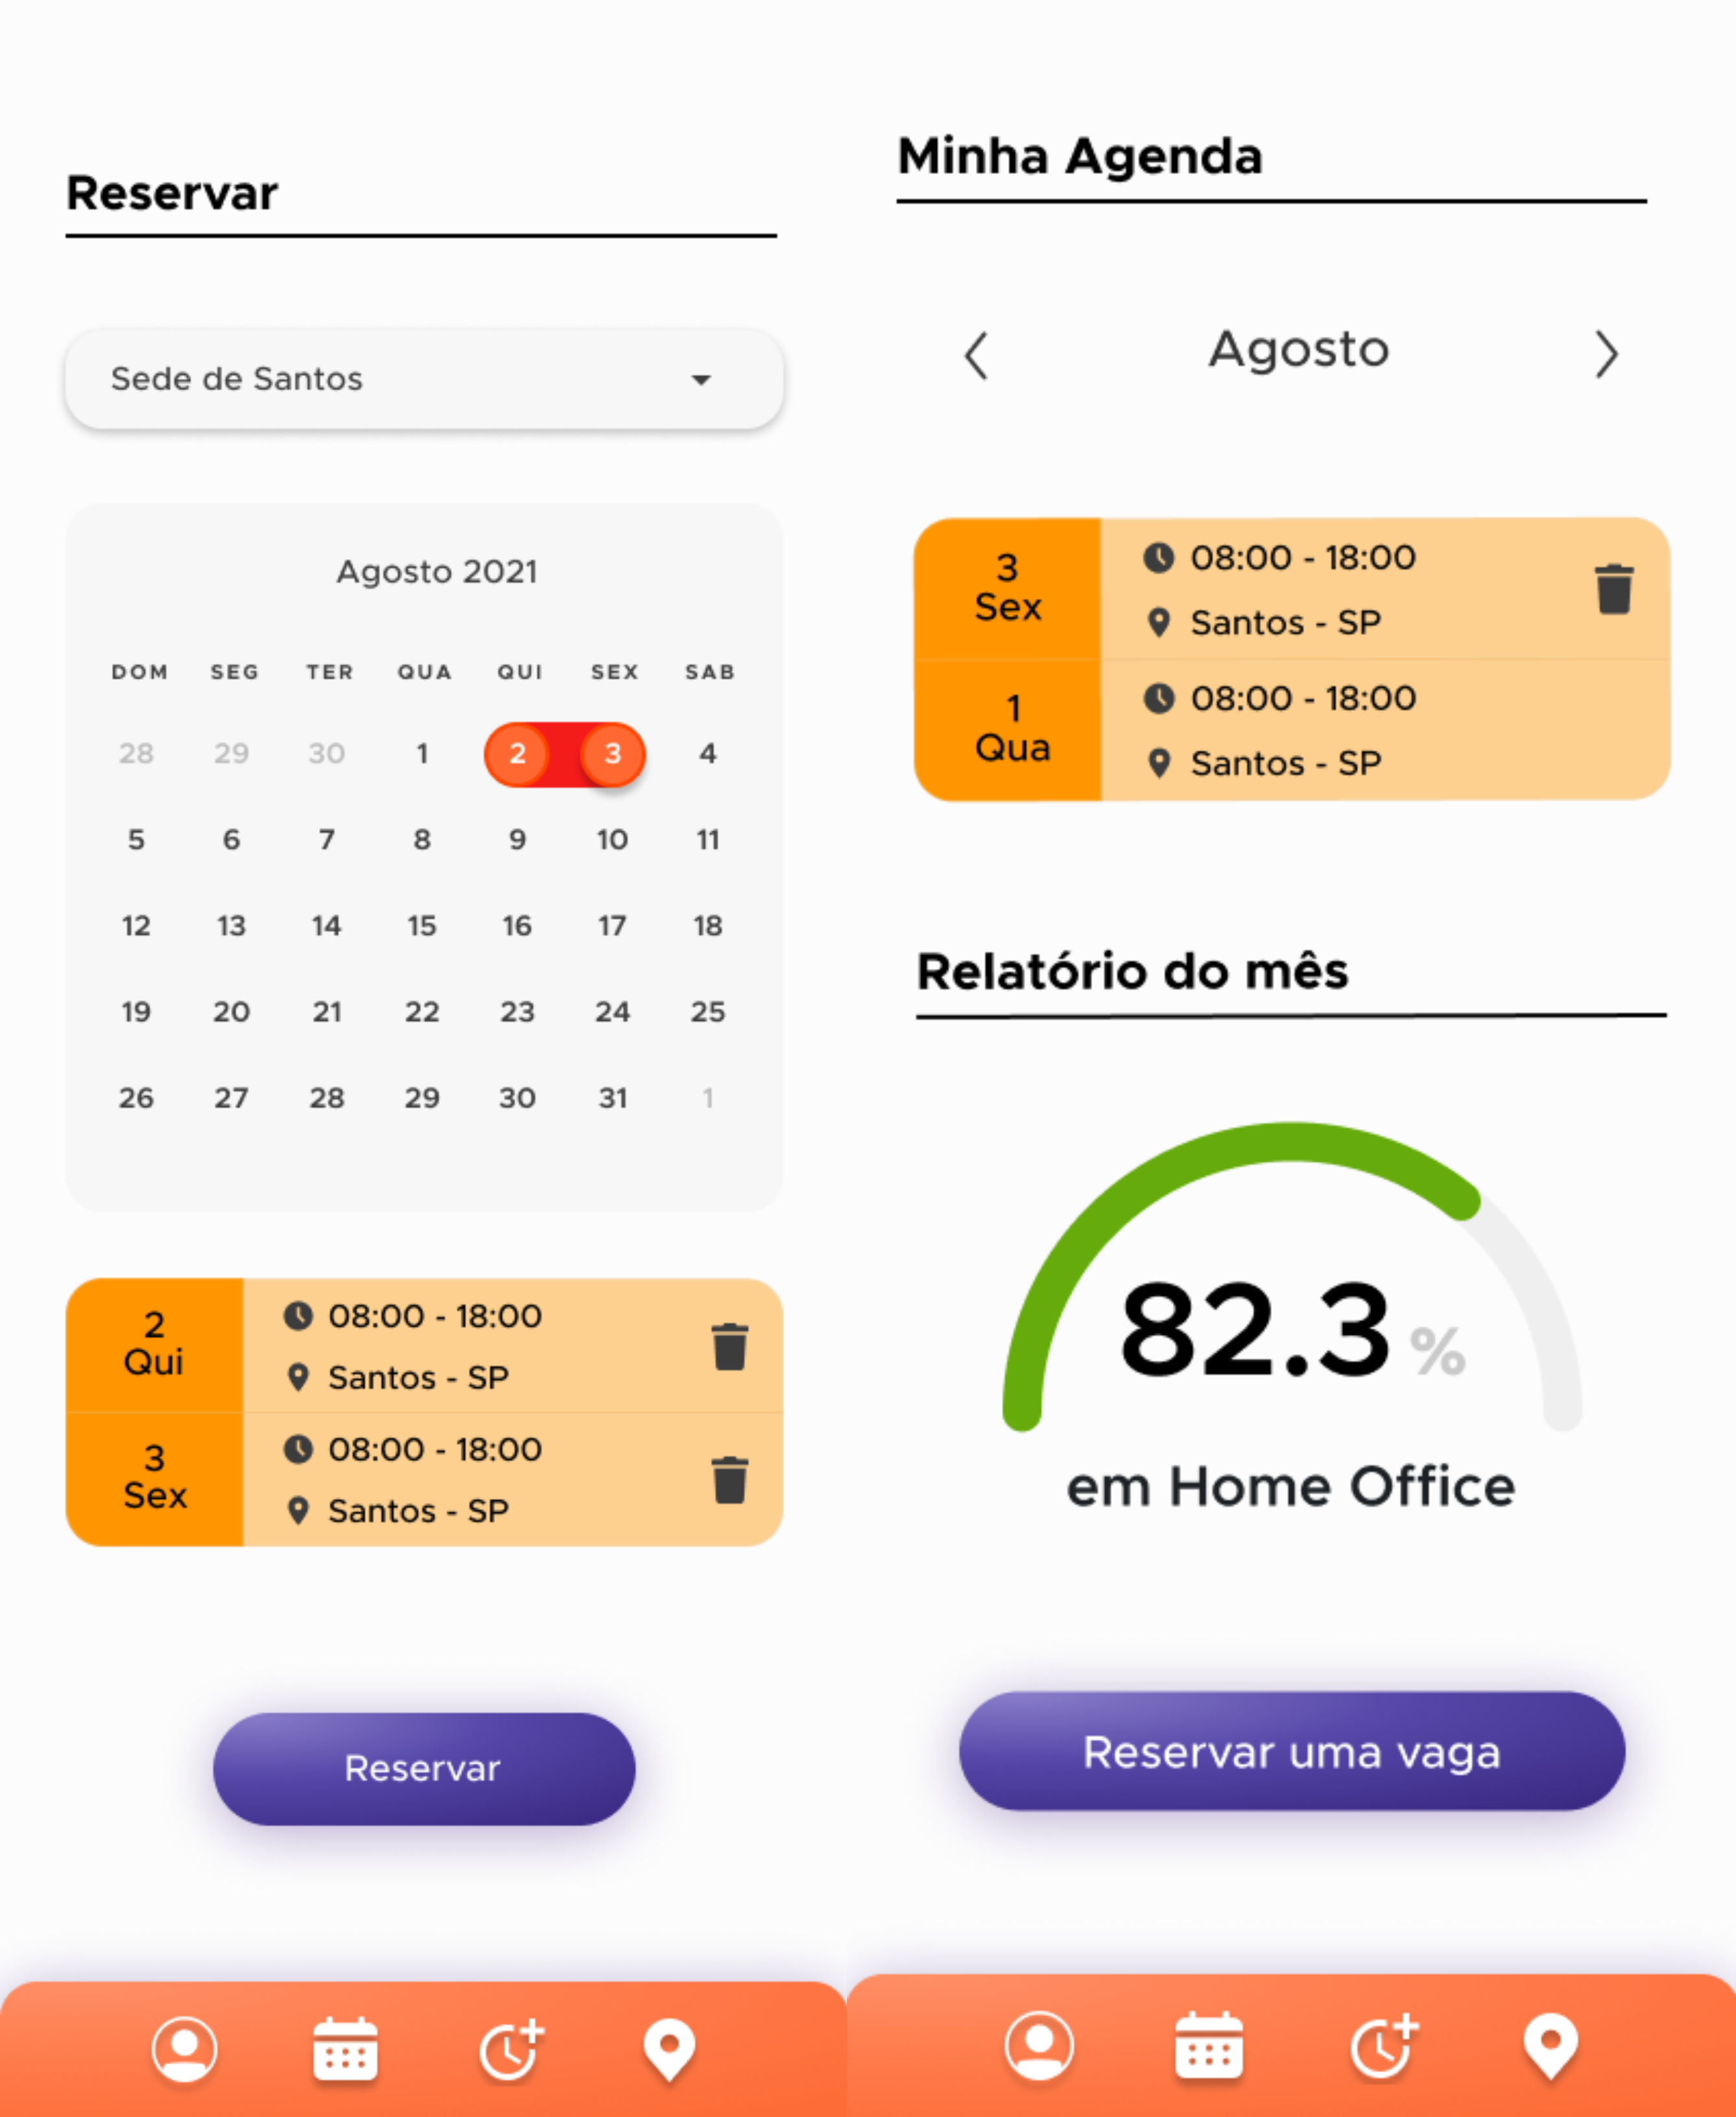 Reservar
Sede de Santos
Agosto 2021
DOM SEG TER QUA QUI SEX SAB
28 29 30 1 2 3 4
5 6 7 8 9 10 11
12 13 14 15 16 17 18
19 20 21 22 23 24 25
26 27 28 29 30 31 1
2
Qui
08:00 - 18:00
Santos - SP
3
Sex
08:00 - 18:00
Santos - SP
Reservar
Minha Agenda
Agosto
3
Sex
08:00 - 18:00
Santos - SP
1
Qua
08:00 - 18:00
Santos - SP
Relatório do mês
82.3 %
em Home Office
Reservar uma vaga